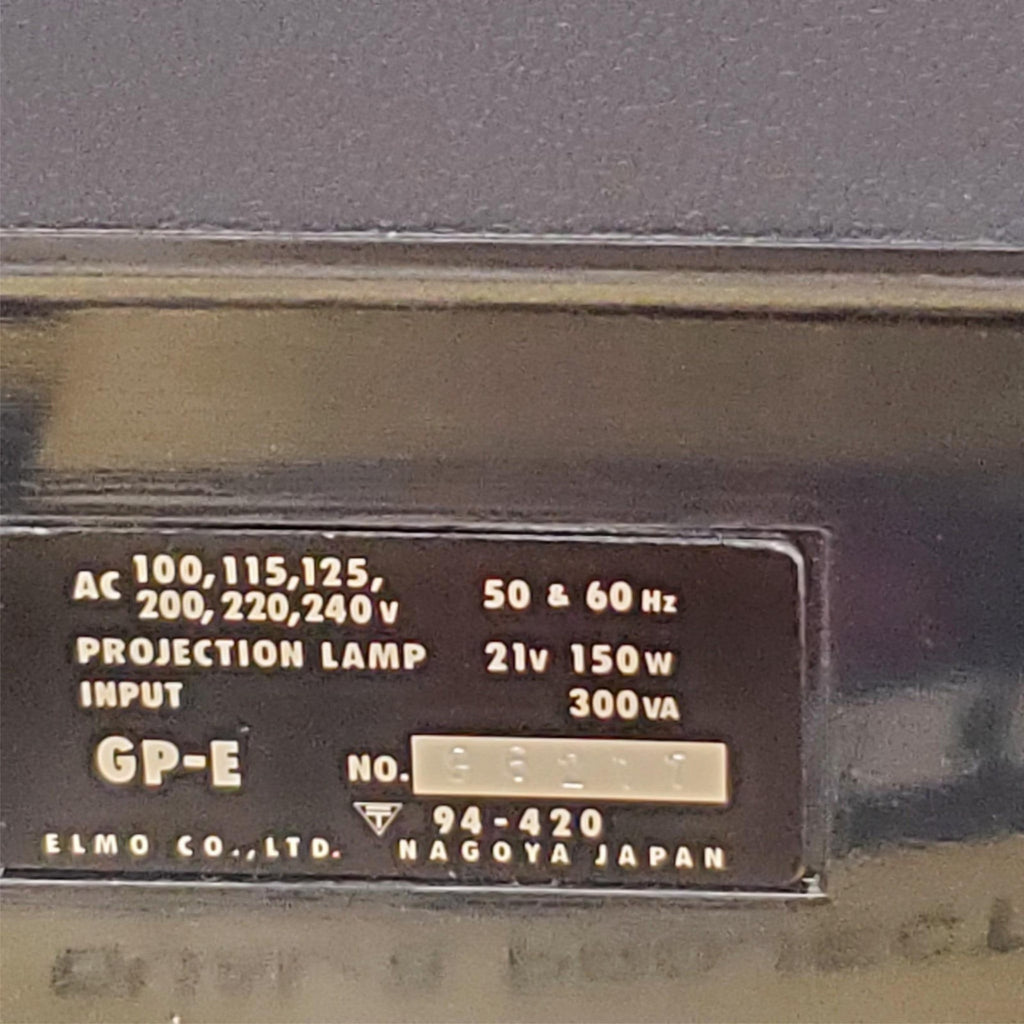 AC 100, 115, 125,
200, 220, 240 V
50 & 60 Hz
PROJECTION LAMP 21V 150W
INPUT 300VA
GP-E NO.
94-420
ELMO CO., LTD. NAGOYA JAPAN